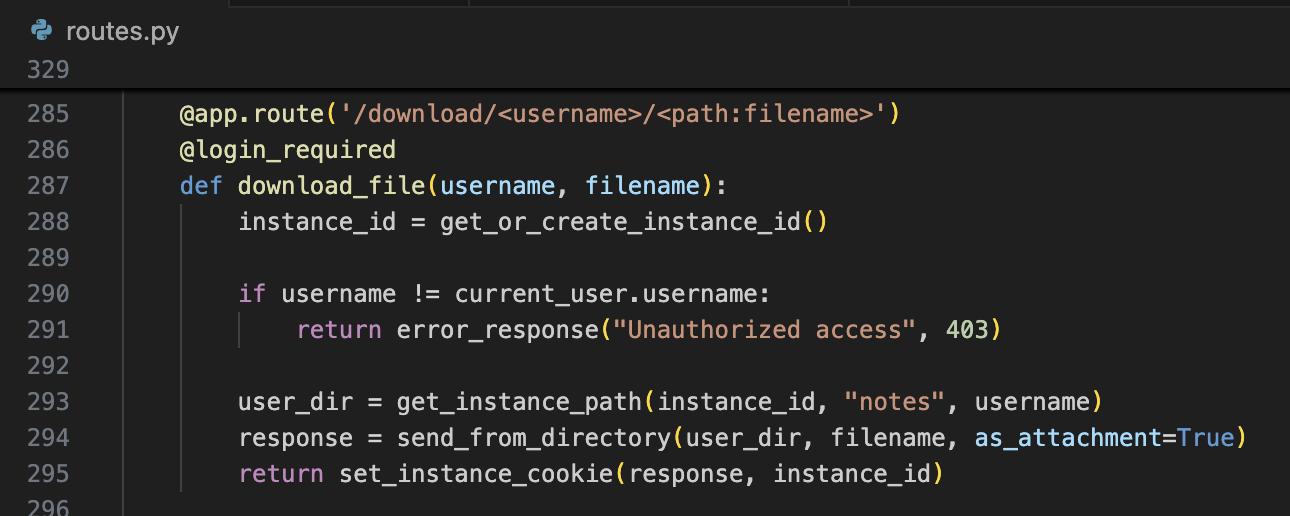 routes.py
329
285 @app.route('/download/<username>/<path:filename>')
286 @login_required
287 def download_file(username, filename):
288 instance_id = get_or_create_instance_id()
289
290 if username != current_user.username:
291 return error_response("Unauthorized access", 403)
292
293 user_dir = get_instance_path(instance_id, "notes", username)
294 response = send_from_directory(user_dir, filename, as_attachment=True)
295 return set_instance_cookie(response, instance_id)
296